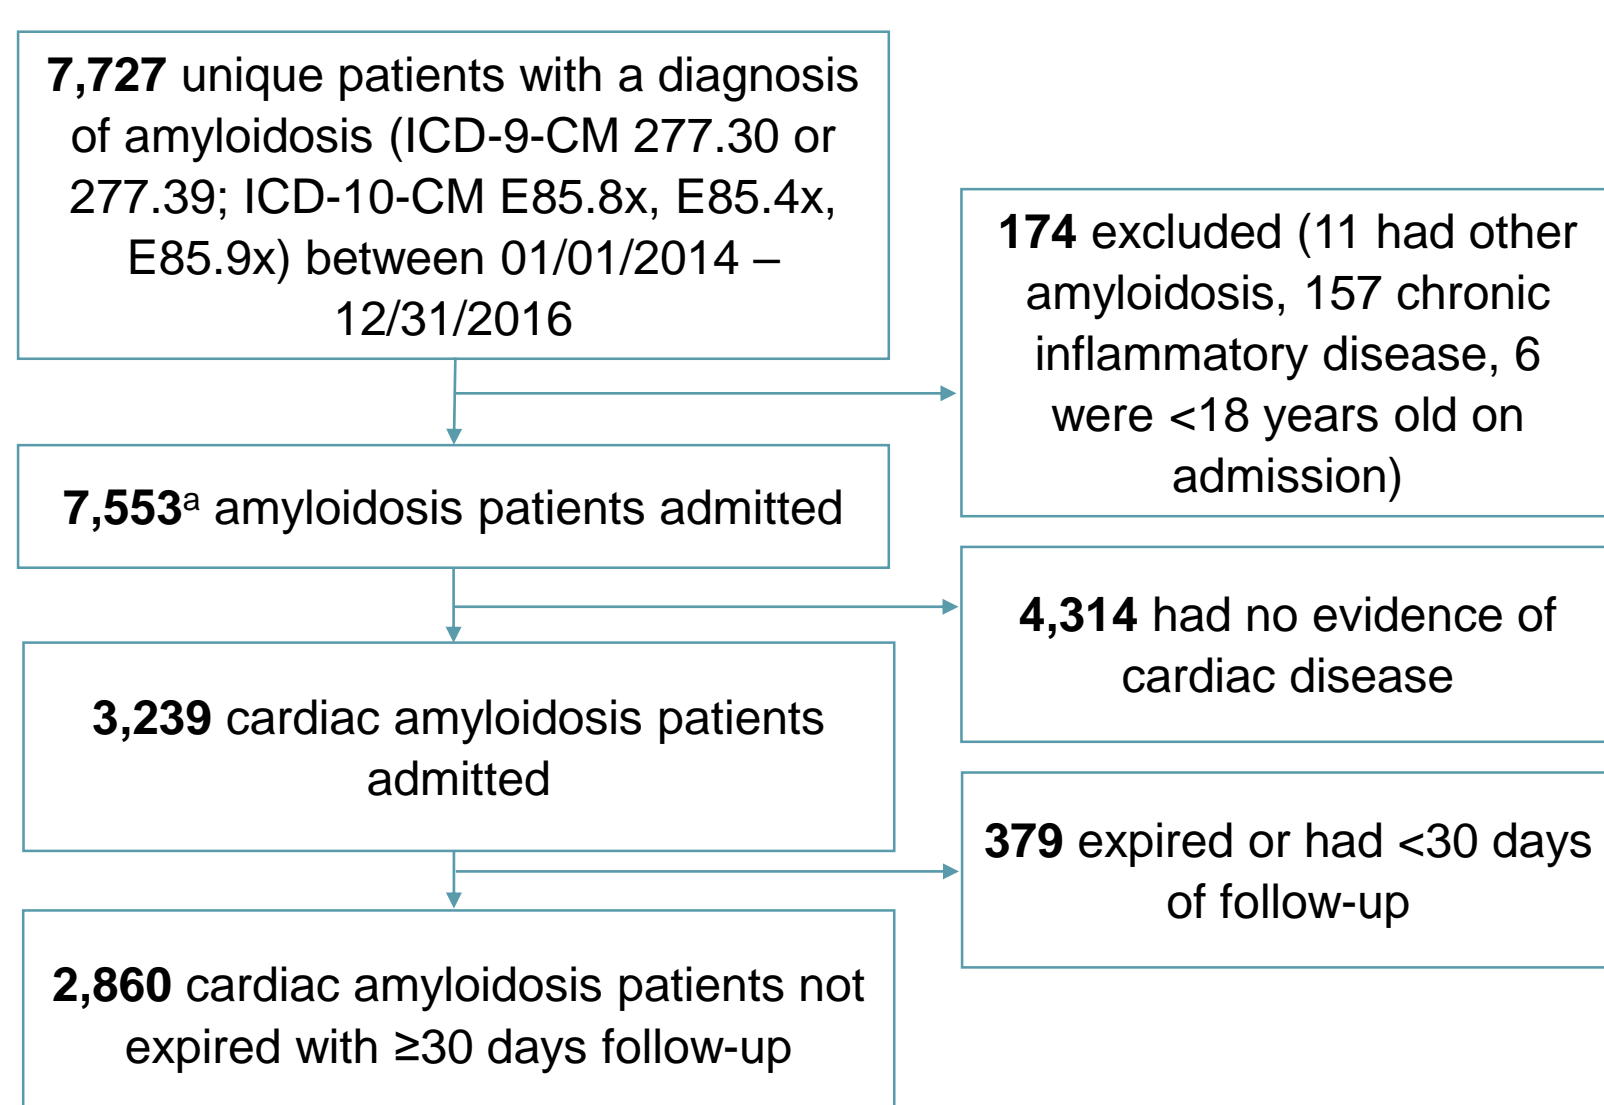 7,727 unique patients with a diagnosis
of amyloidosis (ICD-9-CM 277.30 or
277.39; ICD-10-CM E85.8x, E85.4x,
E85.9x) between 01/01/2014 –
12/31/2016
174 excluded (11 had other
amyloidosis, 157 chronic
inflammatory disease, 6
were <18 years old on
admission)
7,553ª amyloidosis patients admitted
4,314 had no evidence of
cardiac disease
3,239 cardiac amyloidosis patients
admitted
379 expired or had <30 days
of follow-up
2,860 cardiac amyloidosis patients not
expired with ≥30 days follow-up